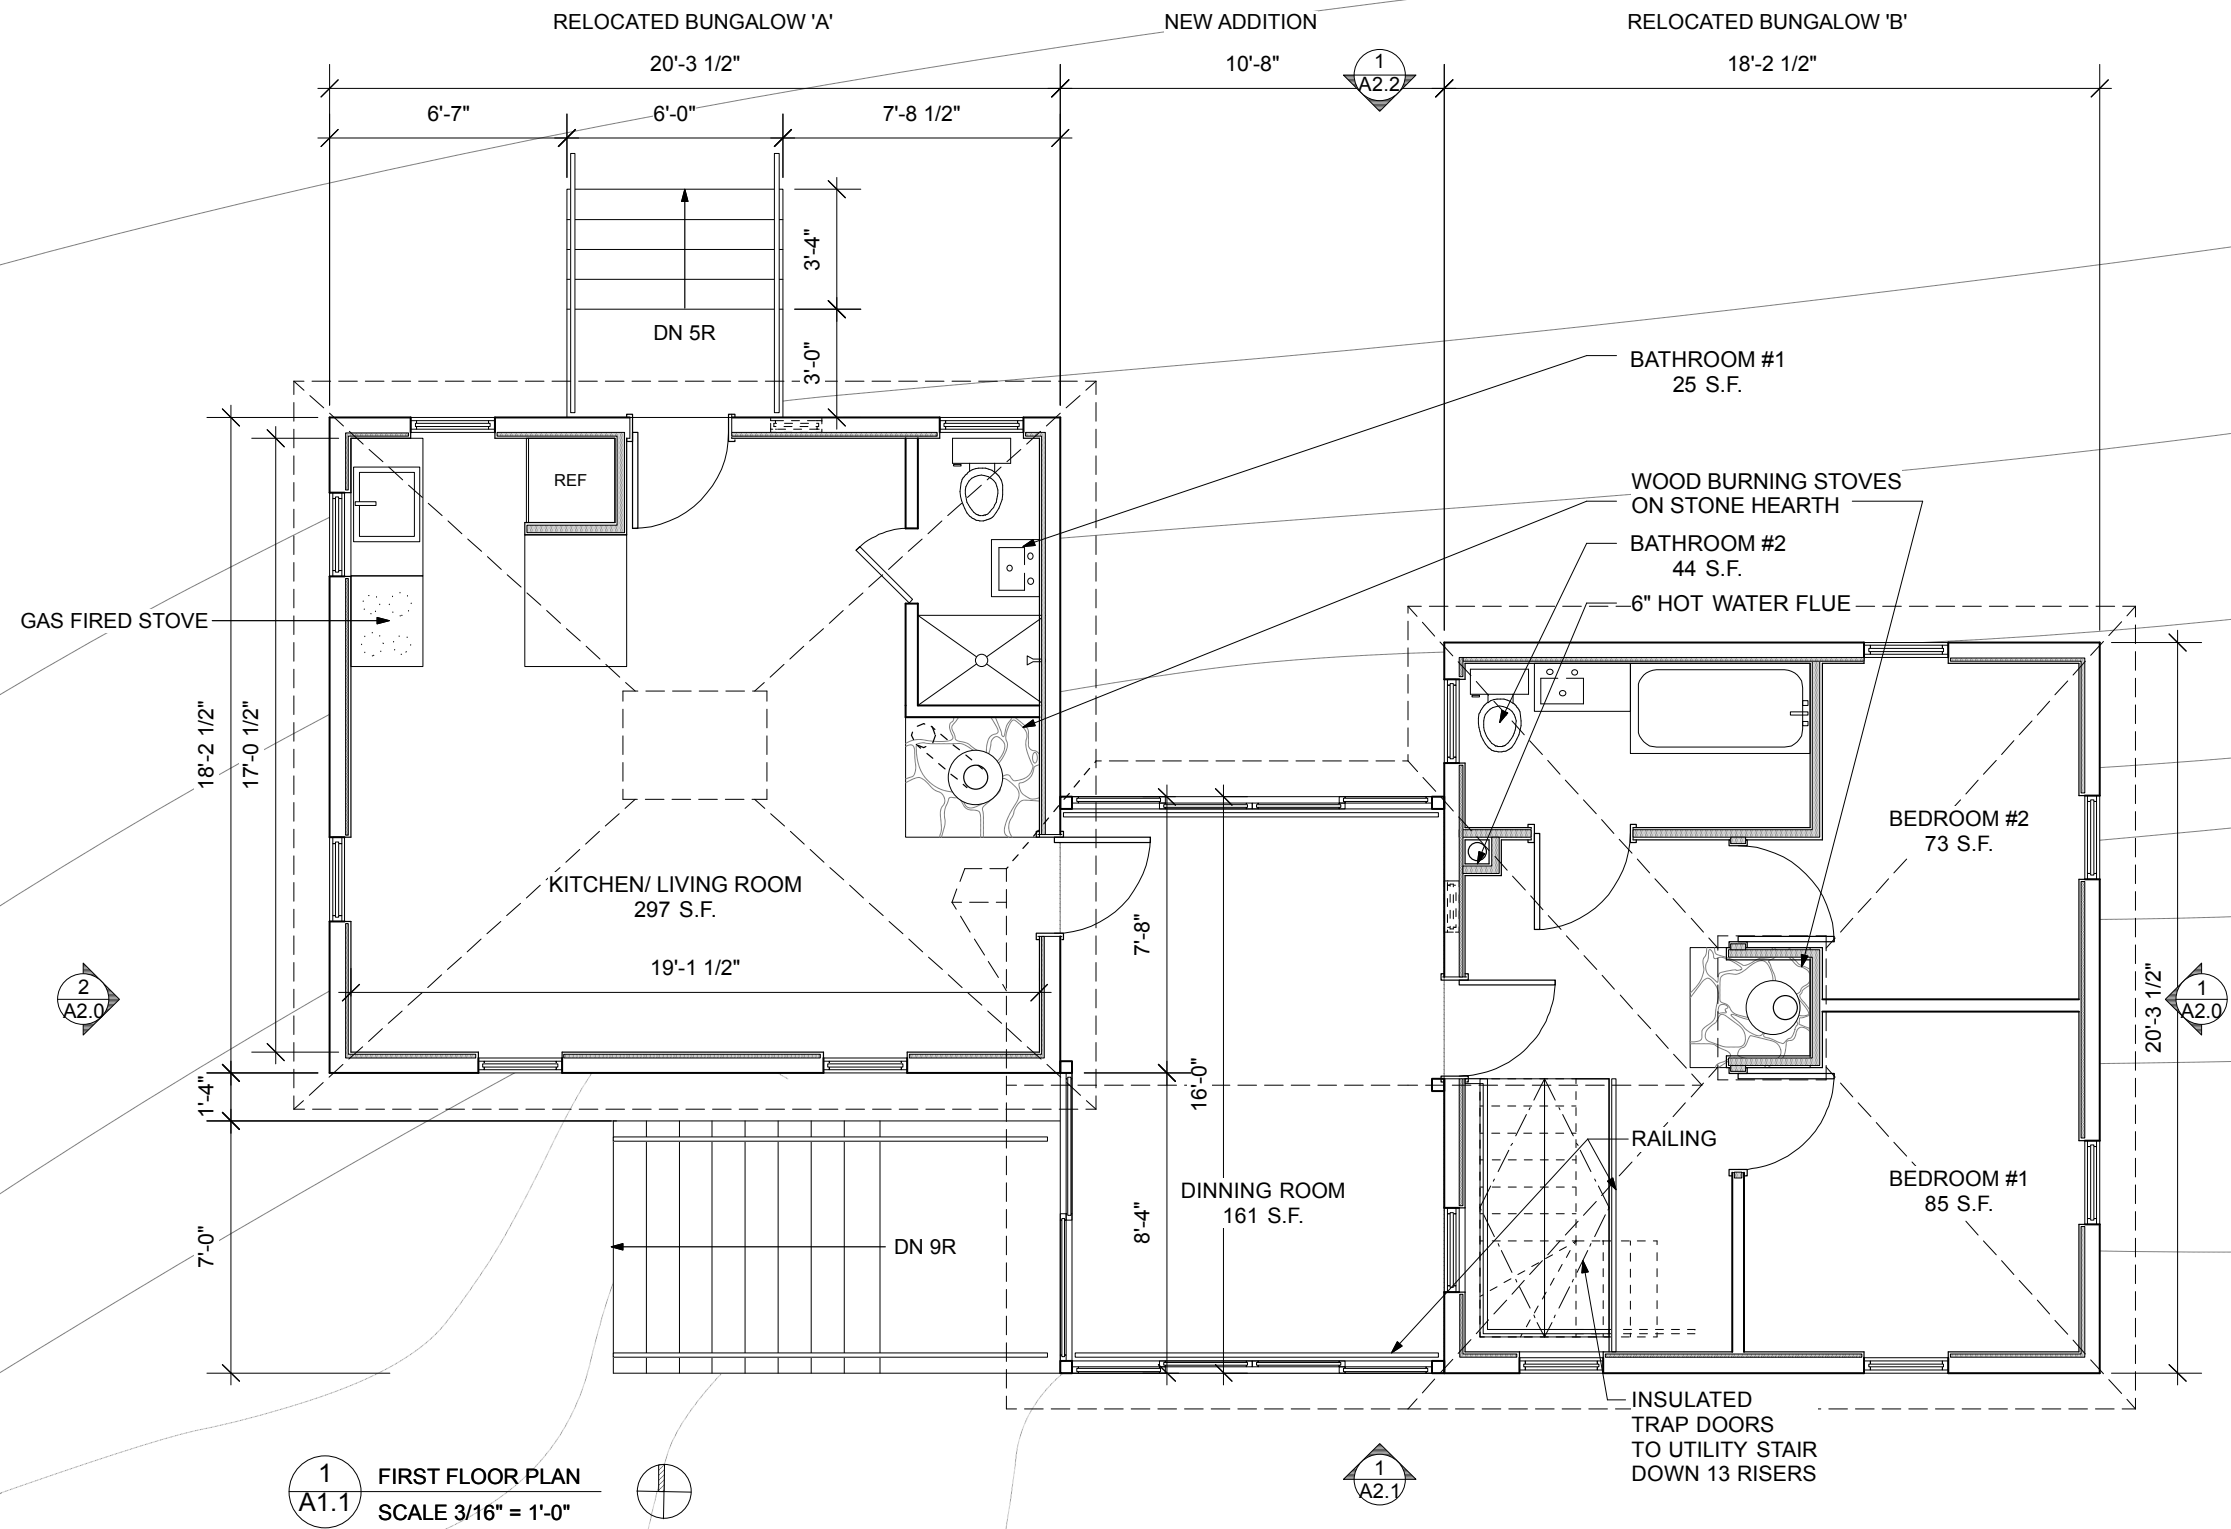 RELOCATED BUNGALOW 'A'
NEW ADDITION
RELOCATED BUNGALOW 'B'
20'-3 1/2"
10'-8"
1
A2.2
18'-2 1/2"
6'-7"
6'-0"
7'-8 1/2"
3'-4"
DN 5R
3'-0"
BATHROOM #1
25 S.F.
REF
WOOD BURNING STOVES
ON STONE HEARTH
BATHROOM #2
44 S.F.
6" HOT WATER FLUE
GAS FIRED STOVE
18'-2 1/2"
17'-0 1/2"
BEDROOM #2
73 S.F.
KITCHEN/ LIVING ROOM
297 S.F.
7'-8"
19'-1 1/2"
2
A2.0
1
A2.0
20'-3 1/2"
1'-4"
16'-0"
RAILING
DINNING ROOM
161 S.F.
BEDROOM #1
85 S.F.
7'-0"
8'-4"
DN 9R
INSULATED
TRAP DOORS
TO UTILITY STAIR
DOWN 13 RISERS
1
A1.1
FIRST FLOOR PLAN
SCALE 3/16" = 1'-0"
1
A2.1